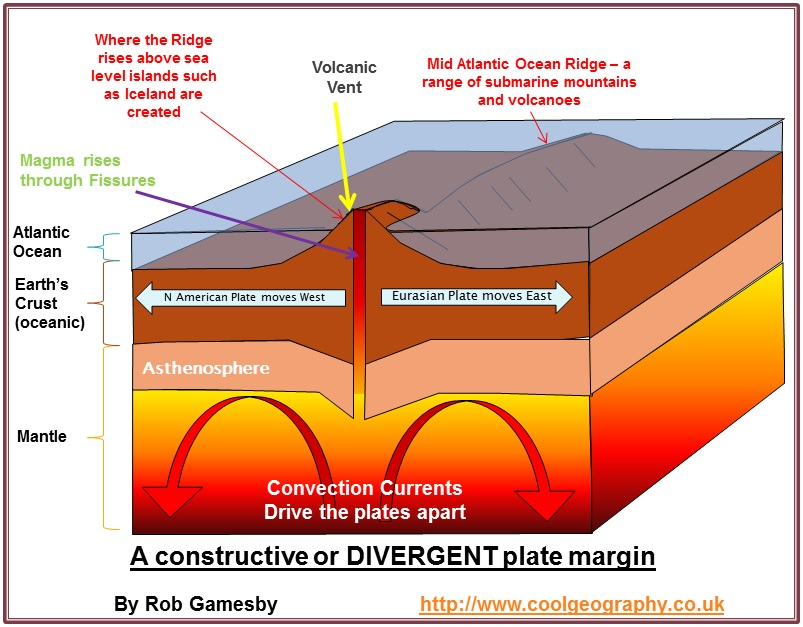 Where the Ridge
rises above sea
level islands such
as Iceland are
created
Volcanic
Vent
Mid Atlantic Ocean Ridge – a
range of submarine mountains
and volcanoes
Magma rises
through Fissures
Atlantic
Ocean
Earth's
Crust
(oceanic)
N American Plate moves West
Eurasian Plate moves East
Asthenosphere
Mantle
Convection Currents
Drive the plates apart
A constructive or DIVERGENT plate margin
By Rob Gamesby
http://www.coolgeography.co.uk